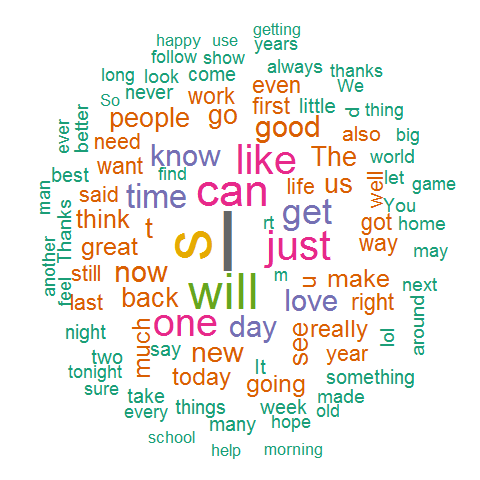 getting
happy use years
follow show
long look come always thanks
So never work even We
first little p thing
people go good also big
ever better need know like The world
want find life us well let game
man best said time can You
Thanks think t s I rt get got home
great just way may
another feel still now will m u make next
last back love right around
night much one day see really lol
two say new It year
tonight today going something
sure take week made
every things many hope old
school help morning